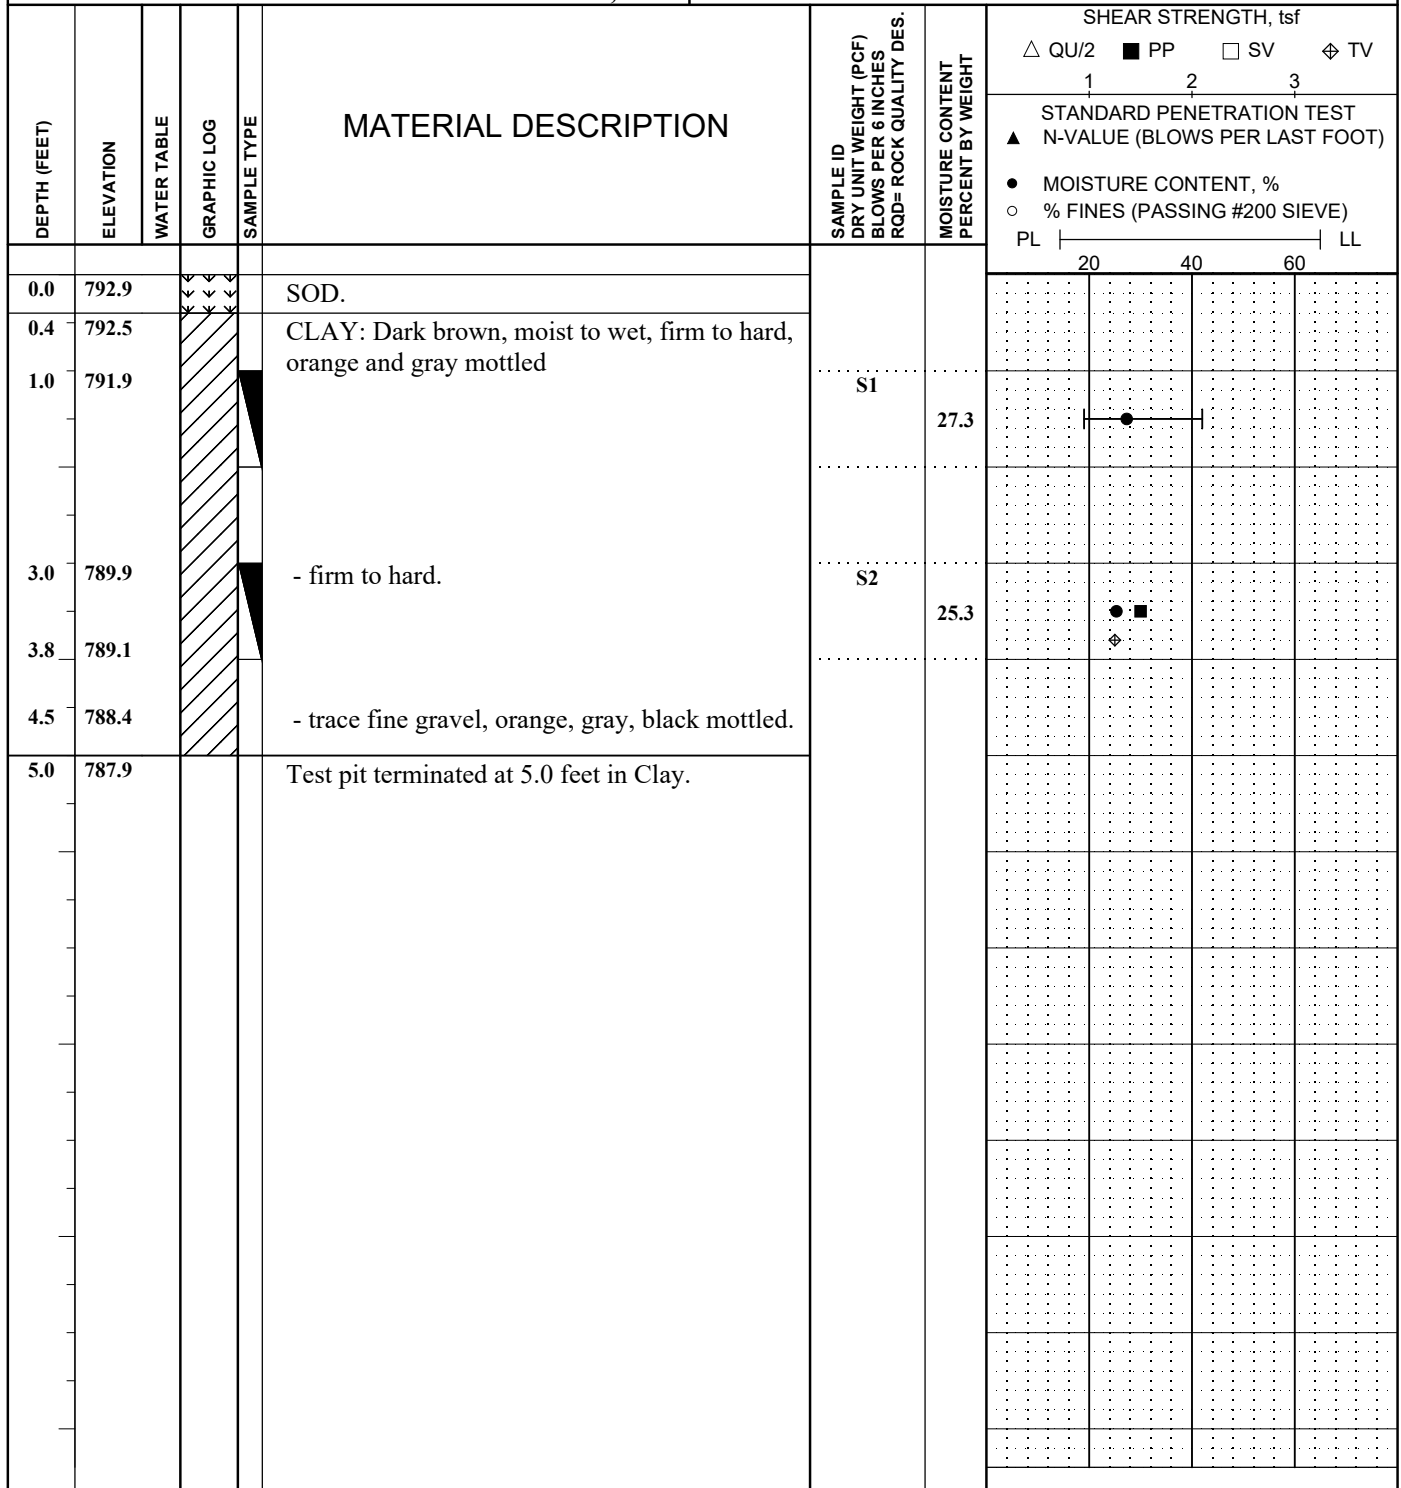 DEPTH (FEET)
ELEVATION
WATER TABLE
GRAPHIC LOG
SAMPLE TYPE
MATERIAL DESCRIPTION
SAMPLE ID
DRY UNIT WEIGHT (PCF)
BLOWS PER 6 INCHES
RQD= ROCK QUALITY DES.
MOISTURE CONTENT
PERCENT BY WEIGHT
SHEAR STRENGTH, tsf
QU/2 PP SV TV
1 2 3
STANDARD PENETRATION TEST
N-VALUE (BLOWS PER LAST FOOT)
MOISTURE CONTENT, %
% FINES (PASSING #200 SIEVE)
PL LL
20 40 60
0.0 792.9 SOD.
0.4 792.5 CLAY: Dark brown, moist to wet, firm to hard,
orange and gray mottled
1.0 791.9 S1
27.3
3.0 789.9 - firm to hard. S2
25.3
3.8 789.1
4.5 788.4 - trace fine gravel, orange, gray, black mottled.
5.0 787.9 Test pit terminated at 5.0 feet in Clay.